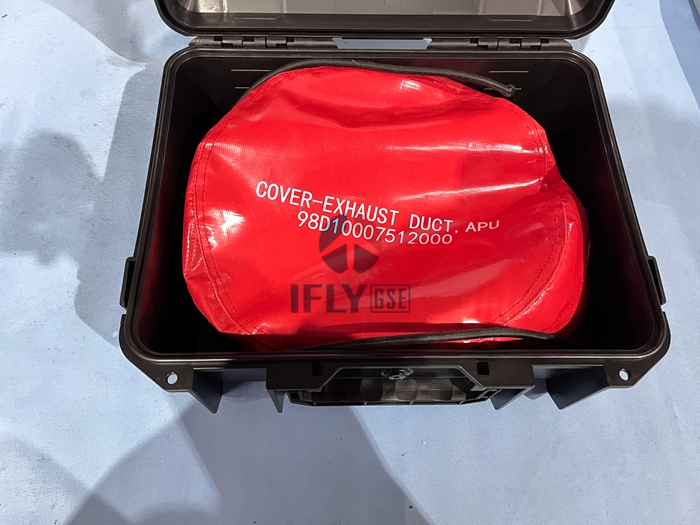 COVER-EXHAUST DUCT, APU
98D10007512000
IFLY GSE